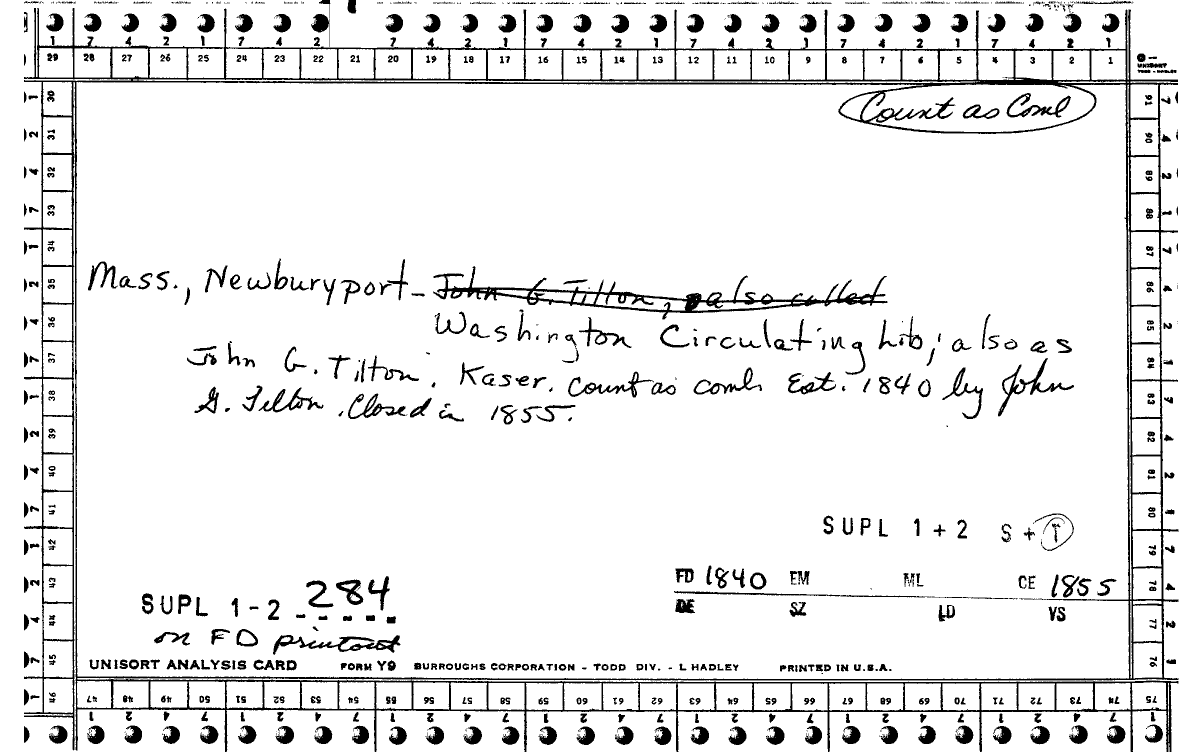 7 4 2 1 7 4 2 1 7 4 2 7 4 2 1 7 4 2 1 7 4 2 1 7 4 2 1
29 28 27 26 25 24 23 22 21 20 19 18 17 16 15 14 13 12 11 10 9 8 7 6 5 4 3 2 1
UNISORT
TODD - HADLEY
Count as Coml
Mass., Newburyport - John G. Tilton, also called
Washington Circulating Lib; also as
John G. Tilton. Kaser. Count as coml. Est. 1840 by John
G. Tilton. Closed in 1855.
SUPL 1 + 2 S + T
FD 1840 EM ML CE 1855
DE SZ LD VS
SUPL 1 - 2 - 284
on FD printout
UNISORT ANALYSIS CARD FORM Y9 BURROUGHS CORPORATION - TODD DIV. - L HADLEY PRINTED IN U.S.A.
30 31 32 33 34 35 36 37 38 39 40 41 42 43 44 45 46
91 90 89 88 87 86 85 84 83 82 81 80 79 78 77 76 75
47 48 49 50 51 52 53 54 55 56 57 58 59 60 61 62 63 64 65 66 67 68 69 70 71 72 73 74